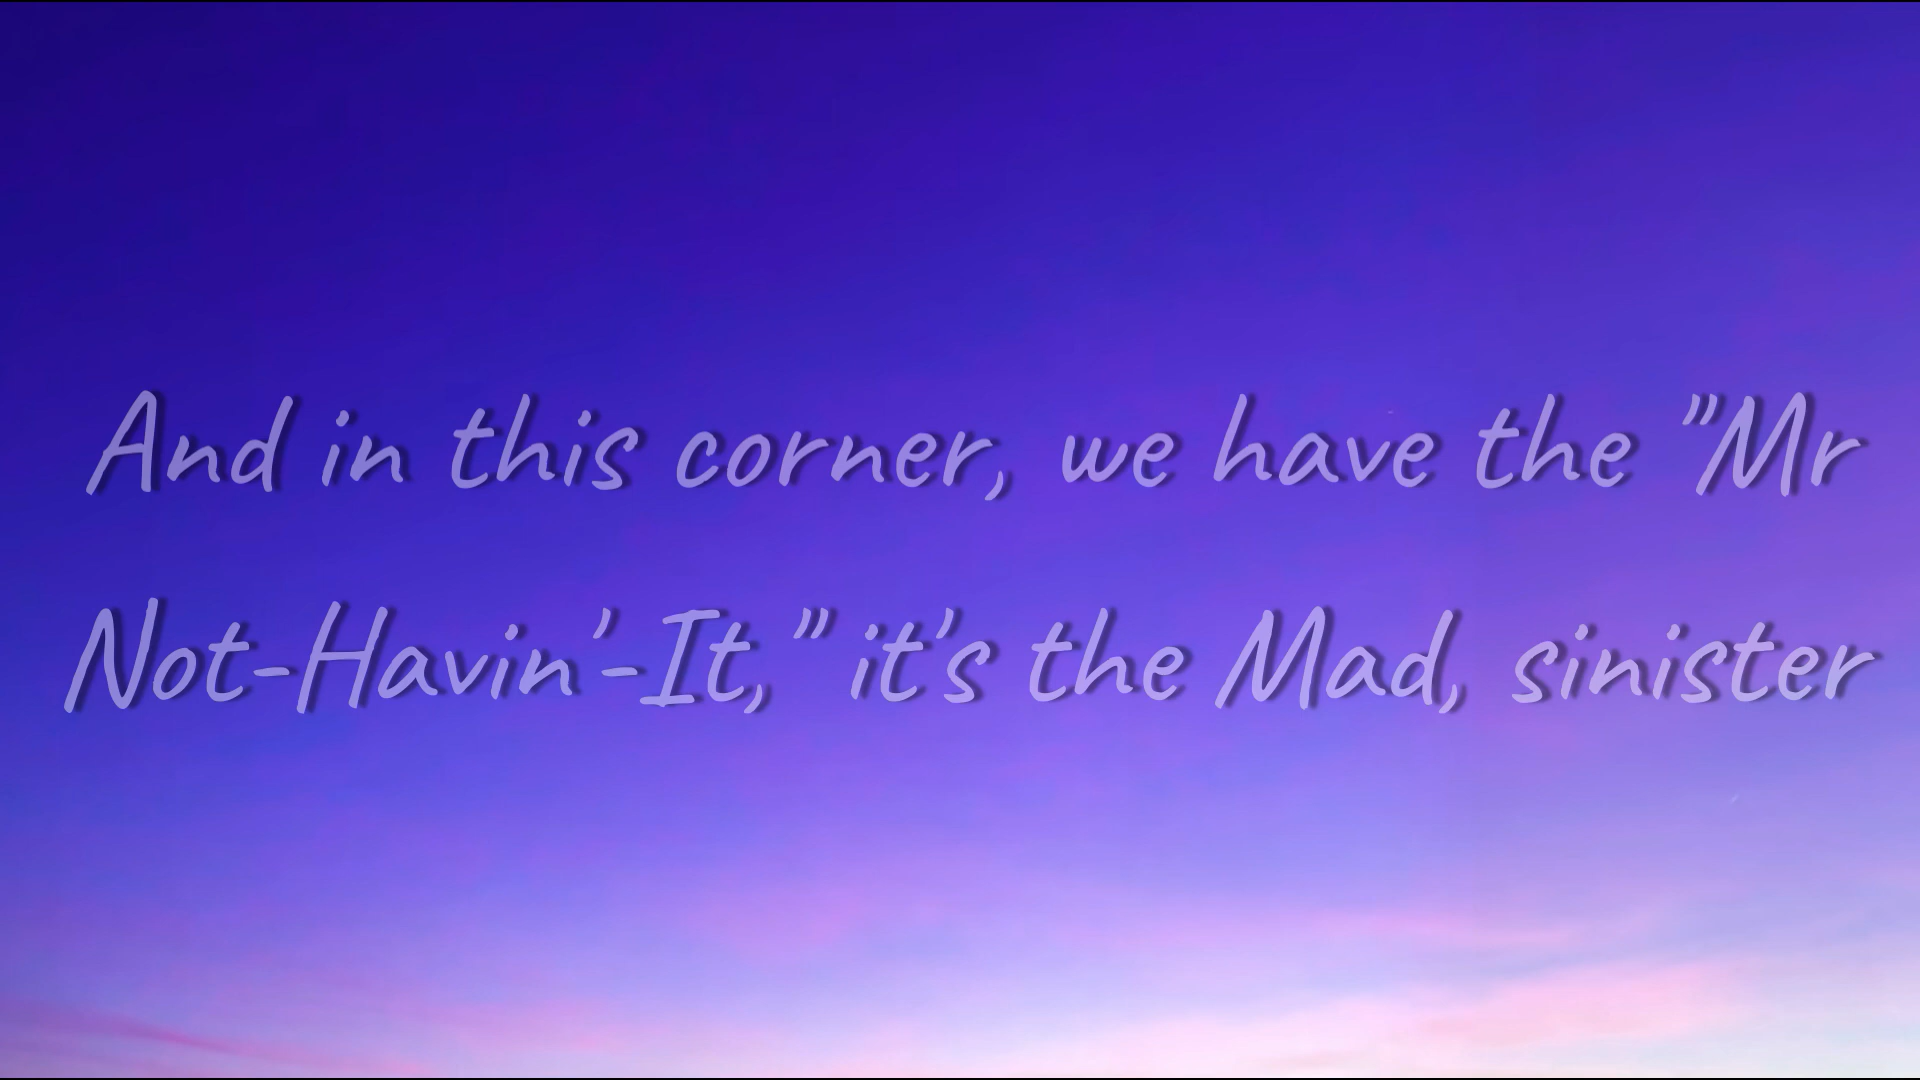 And in this corner, we have the "Mr
Not-Havin'-It," it's the Mad, sinister